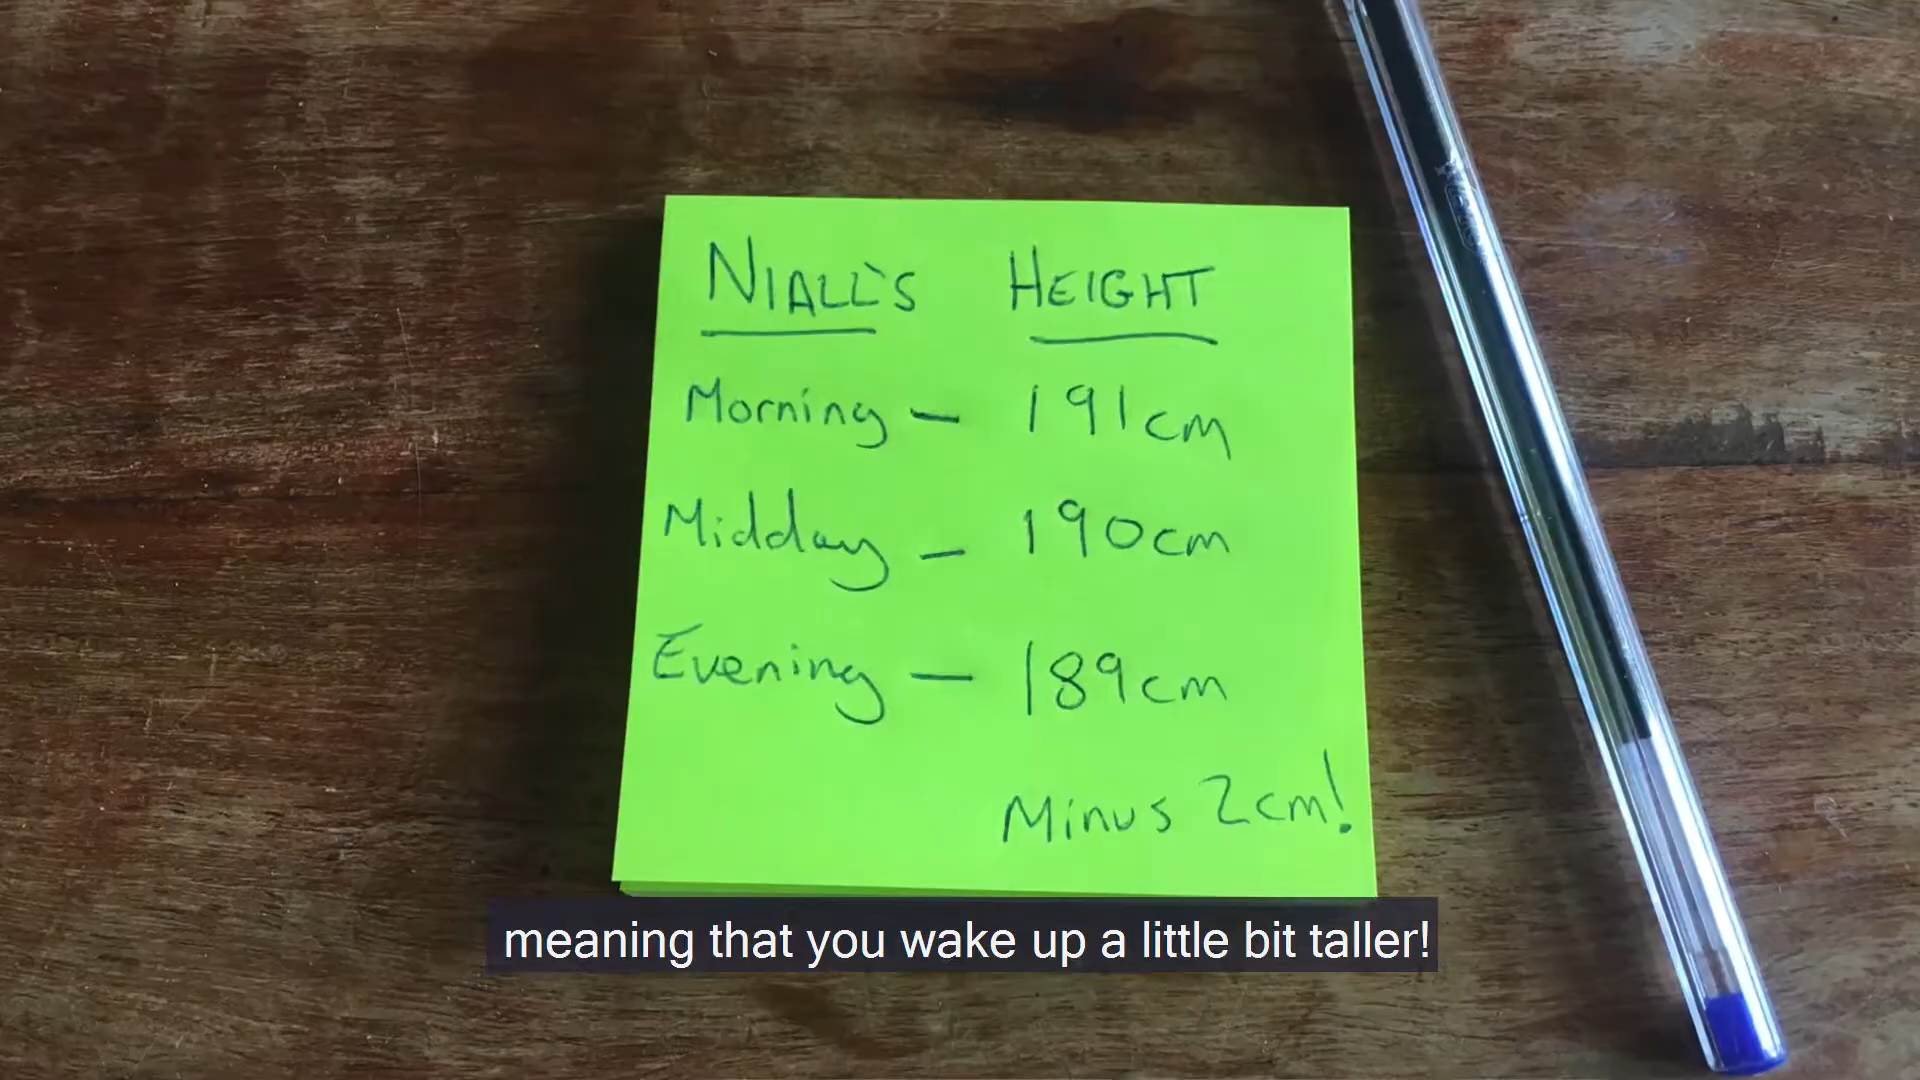 NIALL'S HEIGHT
Morning – 191cm
Midday – 190cm
Evening – 189cm
Minus 2cm!
meaning that you wake up a little bit taller!